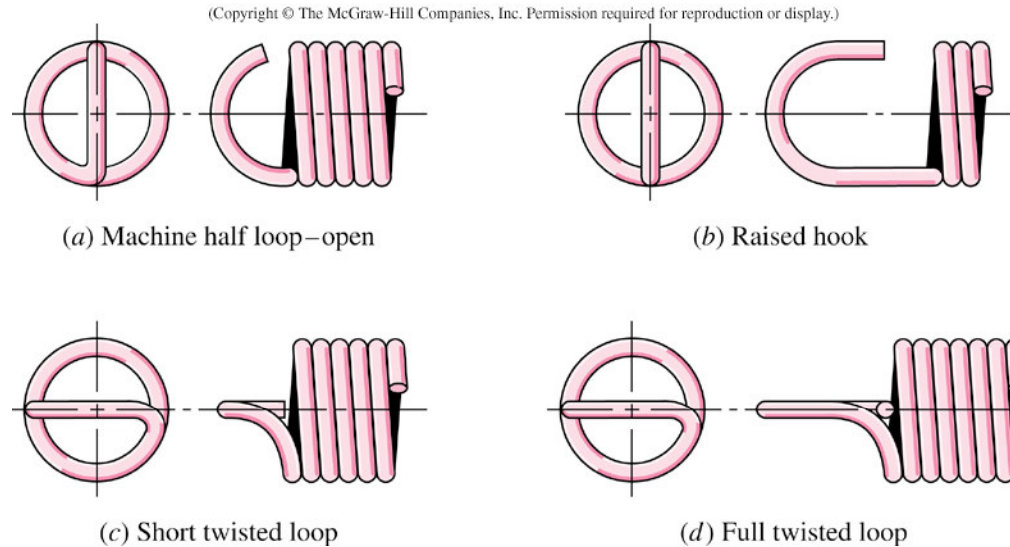 (Copyright © The McGraw-Hill Companies, Inc. Permission required for reproduction or display.)
(a) Machine half loop–open
(b) Raised hook
(c) Short twisted loop
(d) Full twisted loop